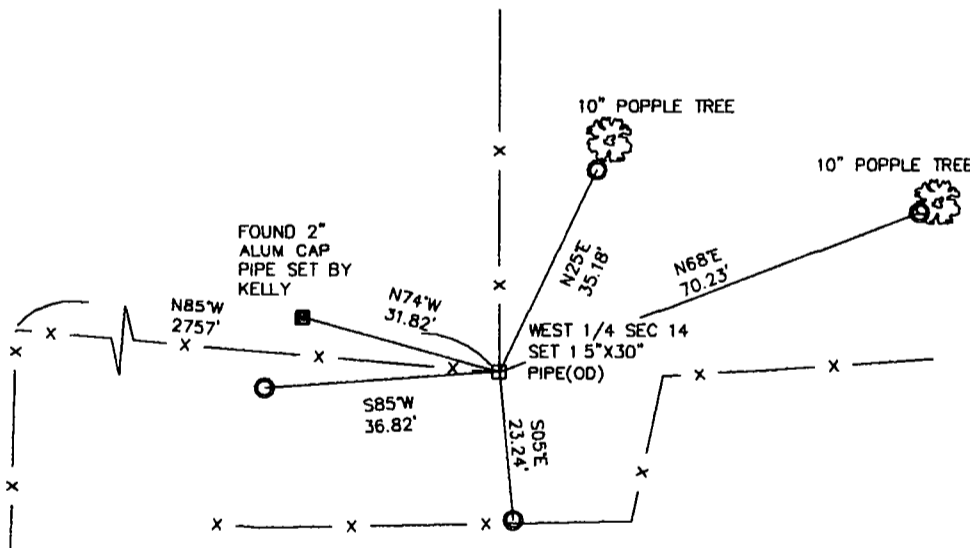 10" POPPLE TREE
10" POPPLE TREE
FOUND 2"
ALUM CAP
PIPE SET BY
KELLY
N25°E
35.18'
N68°E
70.23'
N85°W
2757'
N74°W
31.82'
WEST 1/4 SEC 14
SET 1 5"X30"
PIPE(OD)
S85°W
36.82'
S05°E
23.24'